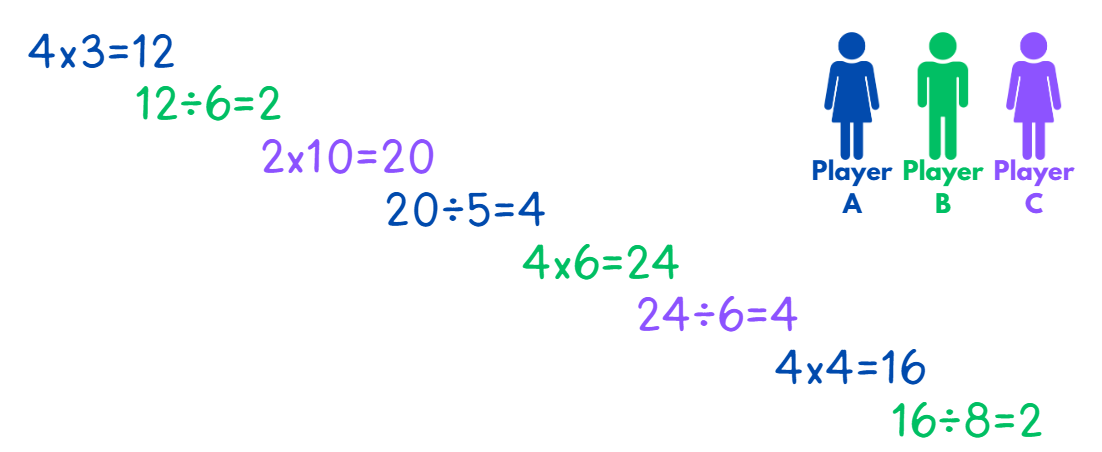 4x3=12
12÷6=2
2x10=20
20÷5=4
4x6=24
24÷6=4
4x4=16
16÷8=2
Player A
Player B
Player C